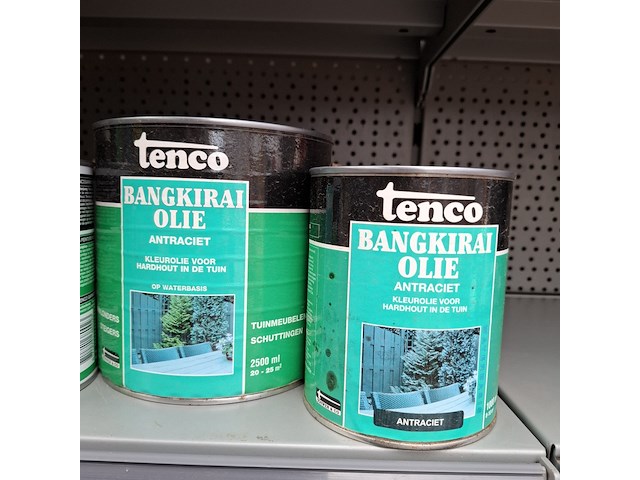 tenco
BANGKIRAI
OLIE
ANTRACIET
KLEUROLIE VOOR
HARDHOUT IN DE TUIN
OP WATERBASIS
TUINMEUBELEN
SCHUTTINGEN
2500 ml
20 - 25 m²
tenco
BANGKIRAI
OLIE
ANTRACIET
KLEUROLIE VOOR
HARDHOUT IN DE TUIN
ANTRACIET